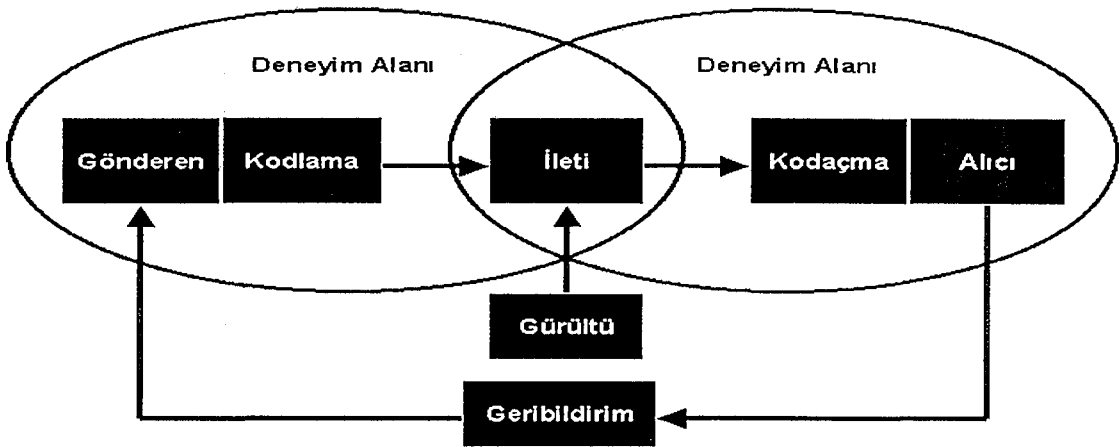 Deneyim Alanı
Deneyim Alanı
Gönderen
Kodlama
İleti
Kodaçma
Alıcı
Gürültü
Geribildirim